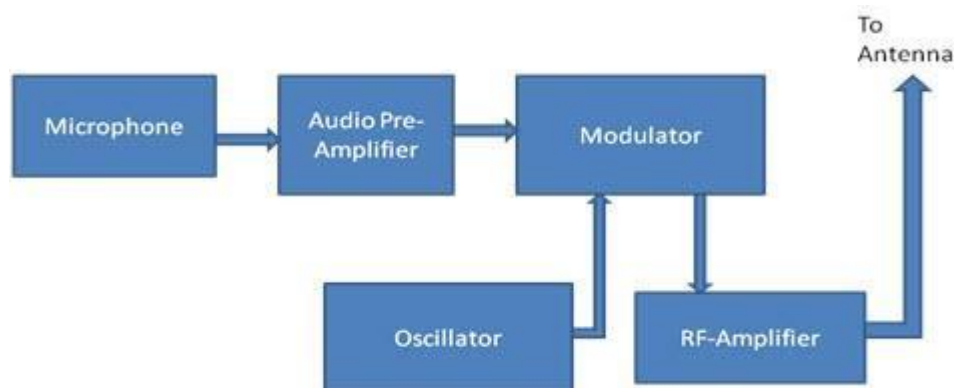 To
Antenna
Microphone
Audio Pre-
Amplifier
Modulator
Oscillator
RF-Amplifier